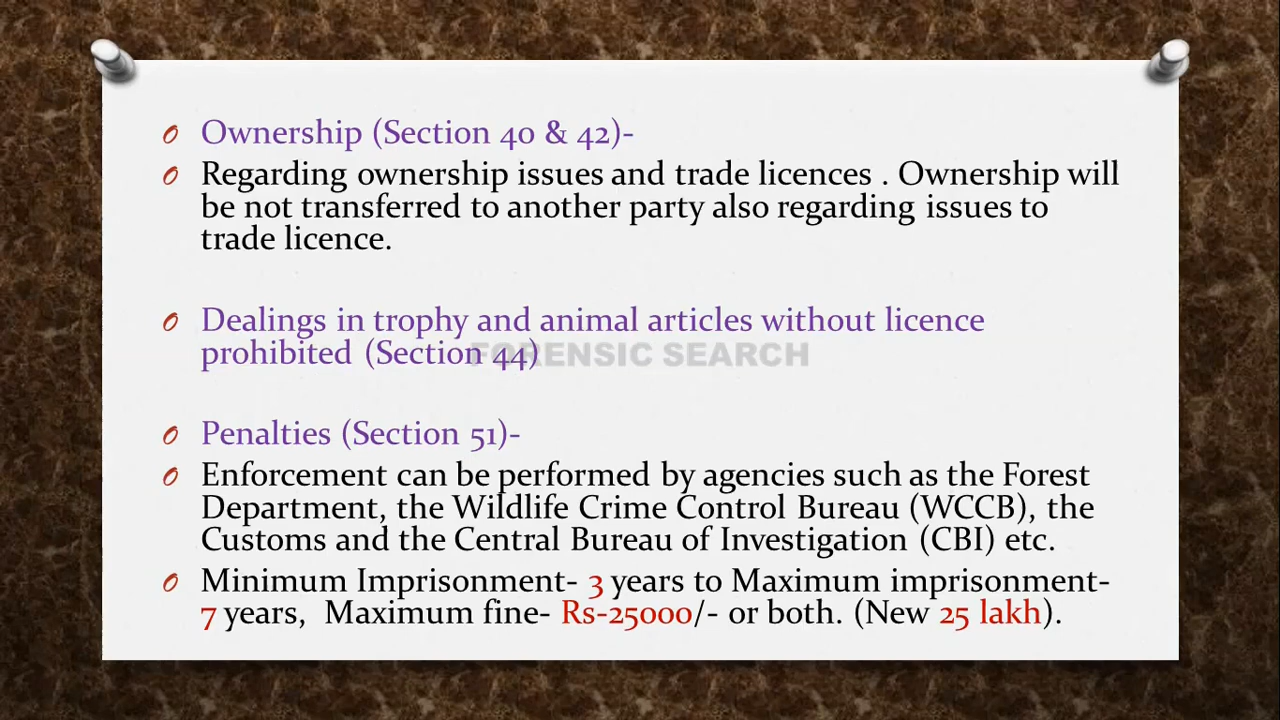 Ownership (Section 40 & 42)-
Regarding ownership issues and trade licences . Ownership will
be not transferred to another party also regarding issues to
trade licence.
Dealings in trophy and animal articles without licence
prohibited (Section 44)
FORENSIC SEARCH
Penalties (Section 51)-
Enforcement can be performed by agencies such as the Forest
Department, the Wildlife Crime Control Bureau (WCCB), the
Customs and the Central Bureau of Investigation (CBI) etc.
Minimum Imprisonment- 3 years to Maximum imprisonment-
7 years, Maximum fine- Rs-25000/- or both. (New 25 lakh).